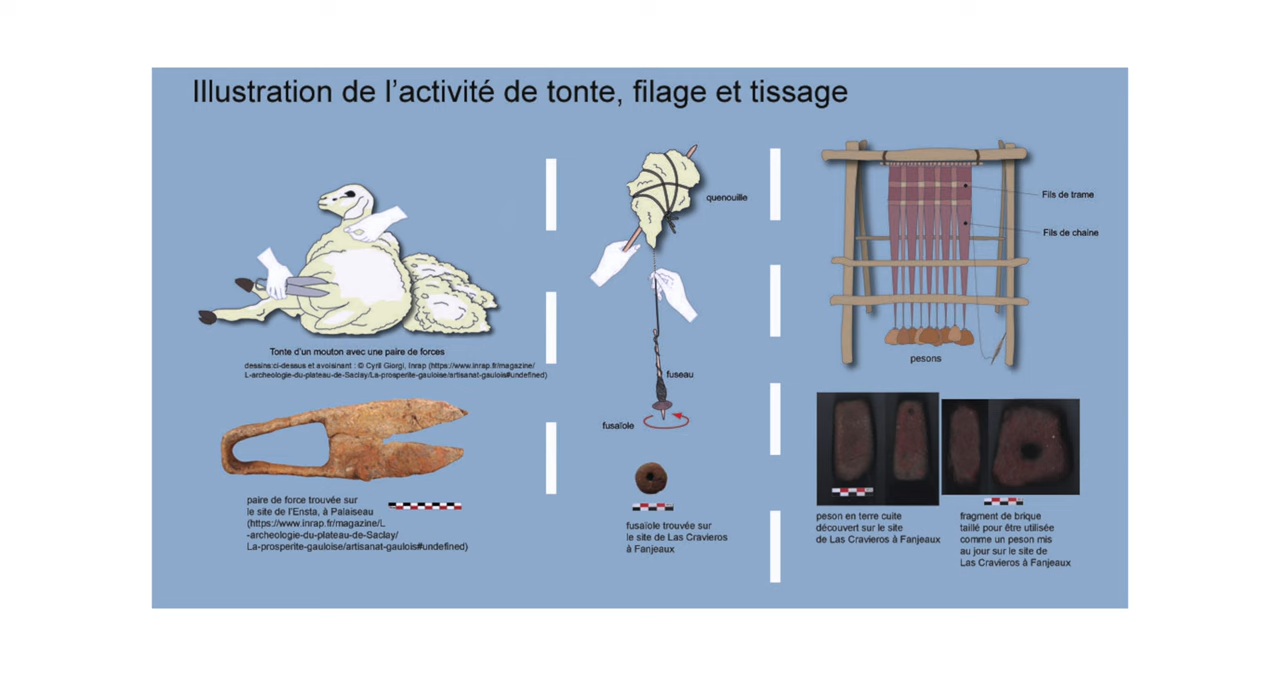 Illustration de l'activité de tonte, filage et tissage
Tonte d'un mouton avec une paire de forces
dessins:ci-dessus et avoisinant : © Cyril Giorgi, Inrap (https://www.inrap.fr/magazine/
L-archeologie-du-plateau-de-Saclay/La-prosperite-gauloise/artisanat-gaulois#undefined)
paire de force trouvée sur
le site de l'Ensta, à Palaiseau
(https://www.inrap.fr/magazine/L
-archeologie-du-plateau-de-Saclay/
La-prosperite-gauloise/artisanat-gaulois#undefined)
quenouille
fuseau
fusaïole
fusaïole trouvée sur
le site de Las Cravieros
à Fanjeaux
Fils de trame
Fils de chaine
pesons
peson en terre cuite
découvert sur le site
de Las Cravieros à Fanjeaux
fragment de brique
taillé pour être utilisée
comme un peson mis
au jour sur le site de
Las Cravieros à Fanjeaux